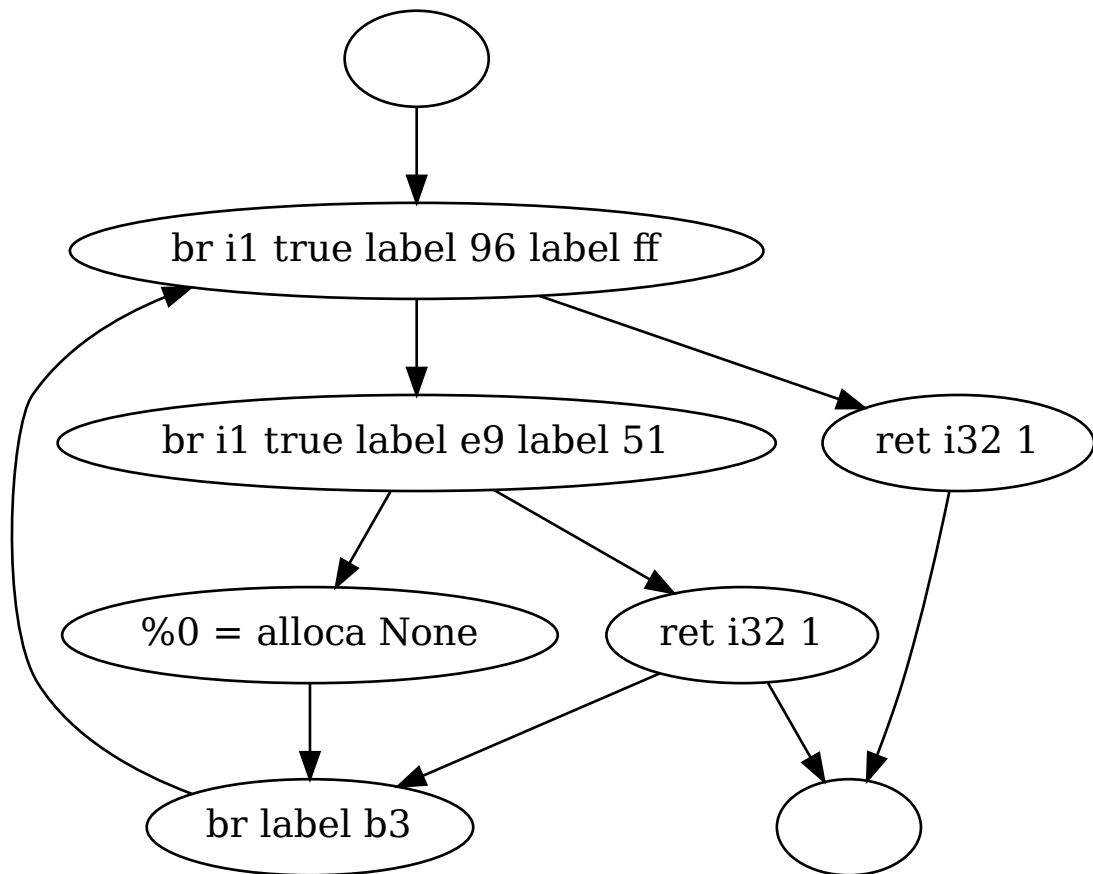 br i1 true label 96 label ff
br i1 true label e9 label 51
ret i32 1
%0 = alloca None
ret i32 1
br label b3